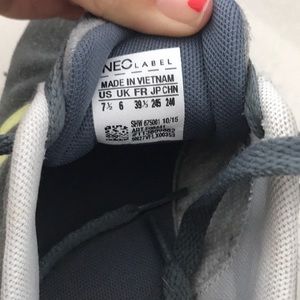 NEO LABEL
MADE IN VIETNAM
US UK FR JP CHN
7½ 6 39⅓ 245 240
SHW 675001 10/15